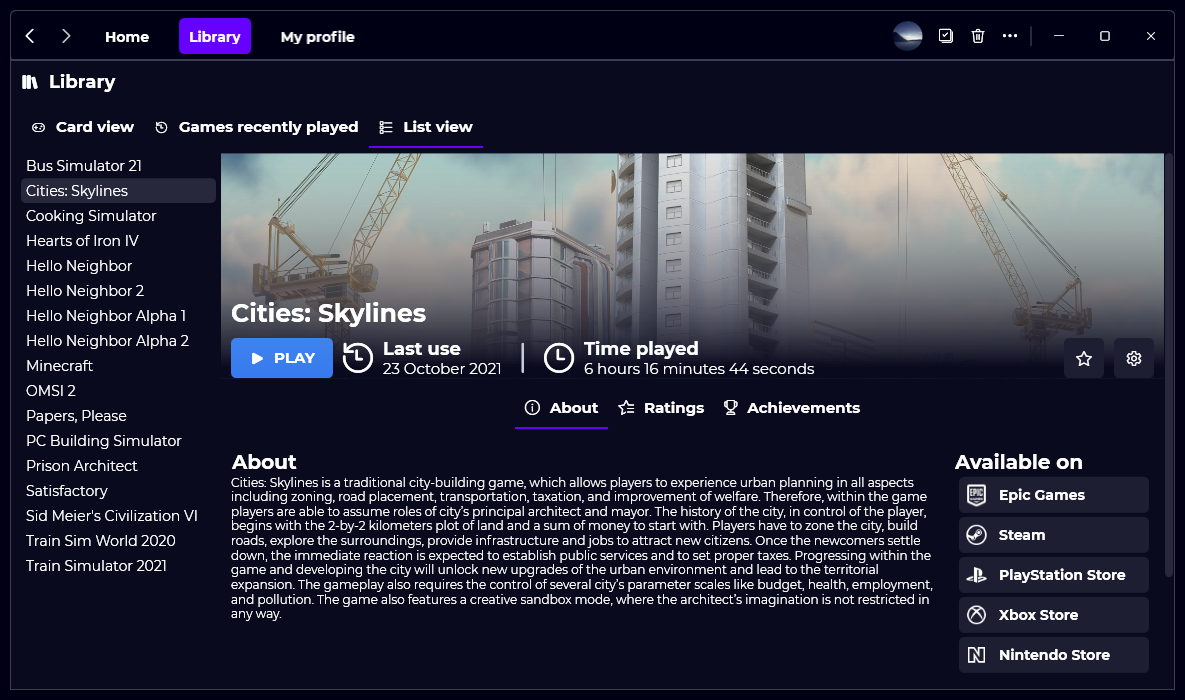 Home
Library
My profile
Library
Card view
Games recently played
List view
Bus Simulator 21
Cities: Skylines
Cooking Simulator
Hearts of Iron IV
Hello Neighbor
Hello Neighbor 2
Hello Neighbor Alpha 1
Hello Neighbor Alpha 2
Minecraft
OMSI 2
Papers, Please
PC Building Simulator
Prison Architect
Satisfactory
Sid Meier's Civilization VI
Train Sim World 2020
Train Simulator 2021
Cities: Skylines
PLAY
Last use
23 October 2021
Time played
6 hours 16 minutes 44 seconds
About
Ratings
Achievements
About
Cities: Skylines is a traditional city-building game, which allows players to experience urban planning in all aspects
including zoning, road placement, transportation, taxation, and improvement of welfare. Therefore, within the game
players are able to assume roles of city's principal architect and mayor. The history of the city, in control of the player,
begins with the 2-by-2 kilometers plot of land and a sum of money to start with. Players have to zone the city, build
roads, explore the surroundings, provide infrastructure and jobs to attract new citizens. Once the newcomers settle
down, the immediate reaction is expected to establish public services and to set proper taxes. Progressing within the
game and developing the city will unlock new upgrades of the urban environment and lead to the territorial
expansion. The gameplay also requires the control of several city's parameter scales like budget, health, employment,
and pollution. The game also features a creative sandbox mode, where the architect's imagination is not restricted in
any way.
Available on
Epic Games
Steam
PlayStation Store
Xbox Store
Nintendo Store